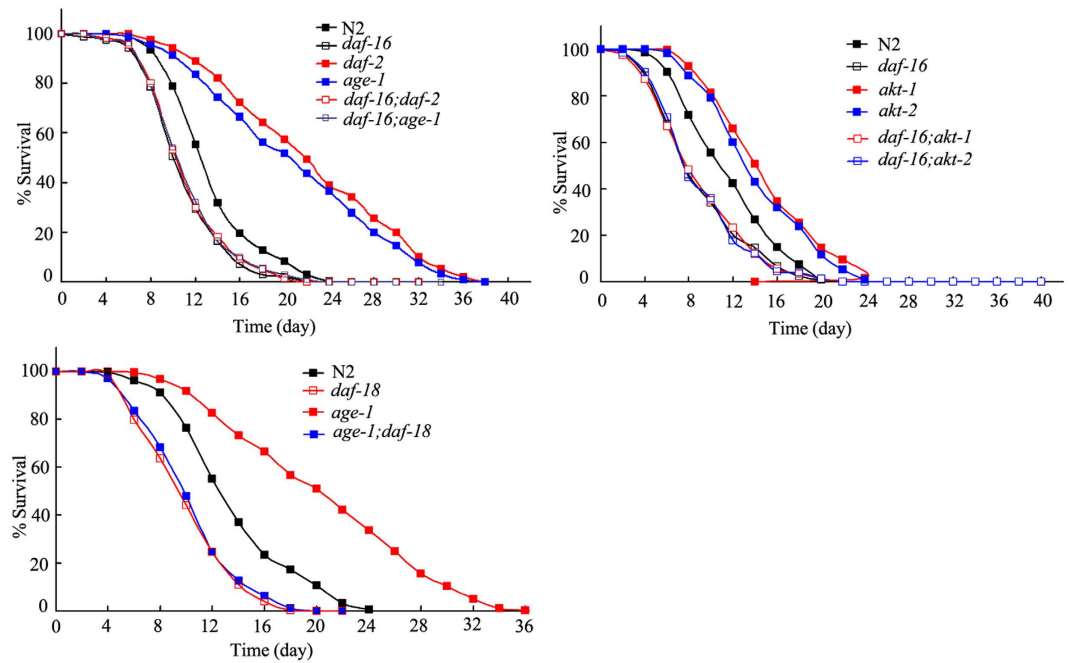 100
80
60
40
20
0
% Survival
0 4 8 12 16 20 24 28 32 36 40
Time (day)
N2
daf-16
daf-2
age-1
daf-16;daf-2
daf-16;age-1
100
80
60
40
20
0
% Survival
0 4 8 12 16 20 24 28 32 36 40
Time (day)
N2
daf-16
akt-1
akt-2
daf-16;akt-1
daf-16;akt-2
100
80
60
40
20
0
% Survival
0 4 8 12 16 20 24 28 32 36
Time (day)
N2
daf-18
age-1
age-1;daf-18